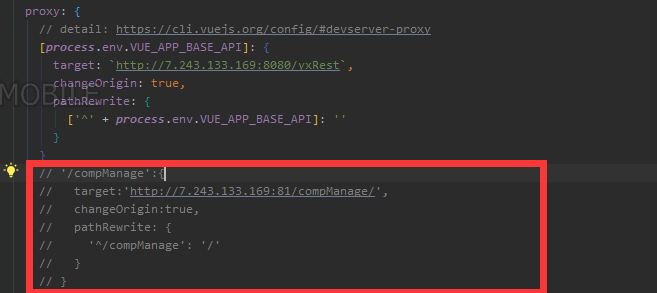 proxy: {
// detail: https://cli.vuejs.org/config/#devserver-proxy
[process.env.VUE_APP_BASE_API]: {
target: `http://7.243.133.169:8080/yxRest`,
changeOrigin: true,
MOBILE
pathRewrite: {
['^' + process.env.VUE_APP_BASE_API]: ''
}
}
// '/compManage':{
//   target:'http://7.243.133.169:81/compManage/',
//   changeOrigin:true,
//   pathRewrite: {
//     '^/compManage': '/'
//   }
// }